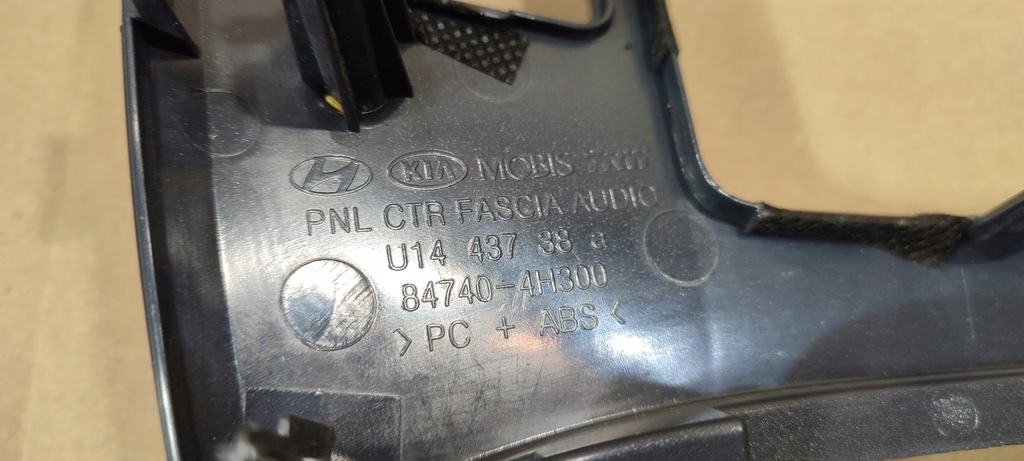 KIA MOBIS
PNL CTR FASCIA AUDIO
U14 437 38 a
84740-4H300
>PC + ABS<